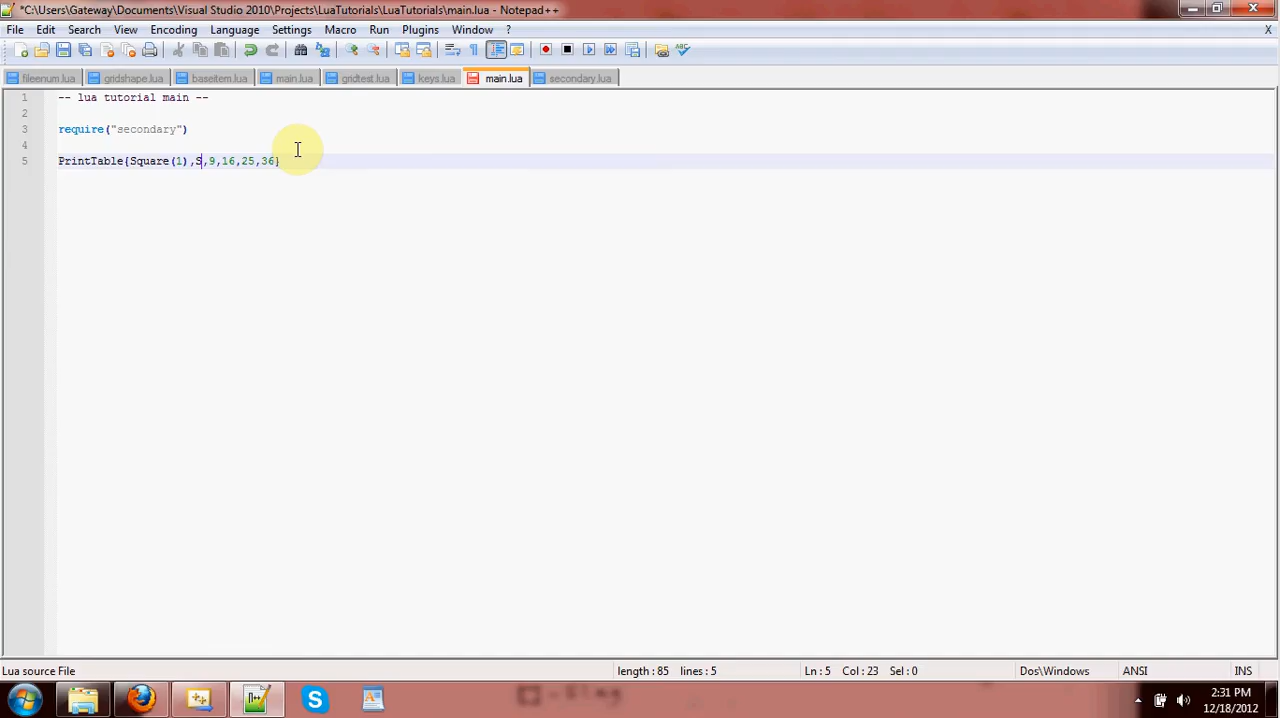 *C:\Users\Gateway\Documents\Visual Studio 2010\Projects\LuaTutorials\LuaTutorials\main.lua - Notepad++
File Edit Search View Encoding Language Settings Macro Run Plugins Window ? X
fileenum.lua gridshape.lua baseitem.lua main.lua gridtest.lua keys.lua main.lua secondary.lua
1 -- lua tutorial main --
2
3 require("secondary")
4
5 PrintTable{Square(1),S,9,16,25,36}
Lua source File length : 85 lines : 5 Ln : 5 Col : 23 Sel : 0 Dos\Windows ANSI INS
2:31 PM
12/18/2012